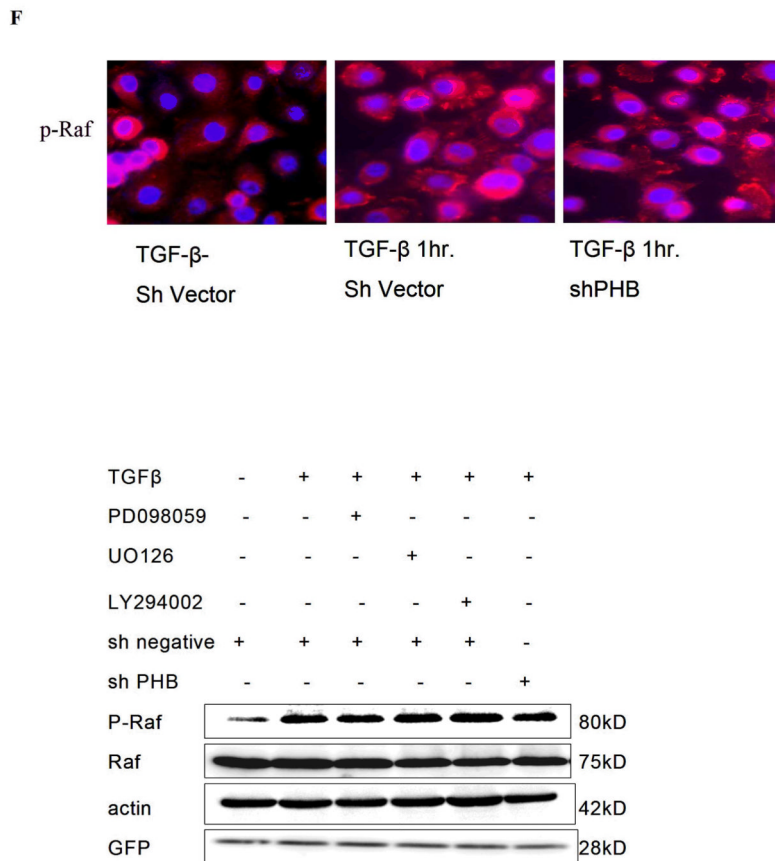 F
p-Raf
TGF-β- TGF-β 1hr. TGF-β 1hr.
Sh Vector Sh Vector shPHB
TGFβ - + + + + +
PD098059 - - + - - -
UO126 - - - + - -
LY294002 - - - - + -
sh negative + + + + + -
sh PHB - - - - - +
P-Raf 80kD
Raf 75kD
actin 42kD
GFP 28kD